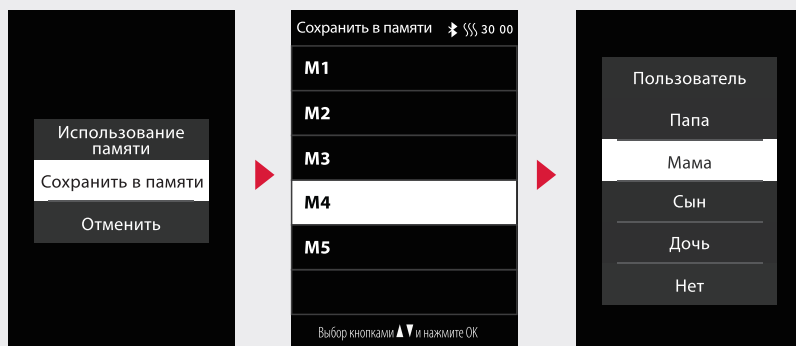 Использование
памяти
Сохранить в памяти
Отменить
Сохранить в памяти 30 00
M1
M2
M3
M4
M5
Выбор кнопками ▲▼ и нажмите OK
Пользователь
Папа
Мама
Сын
Дочь
Нет